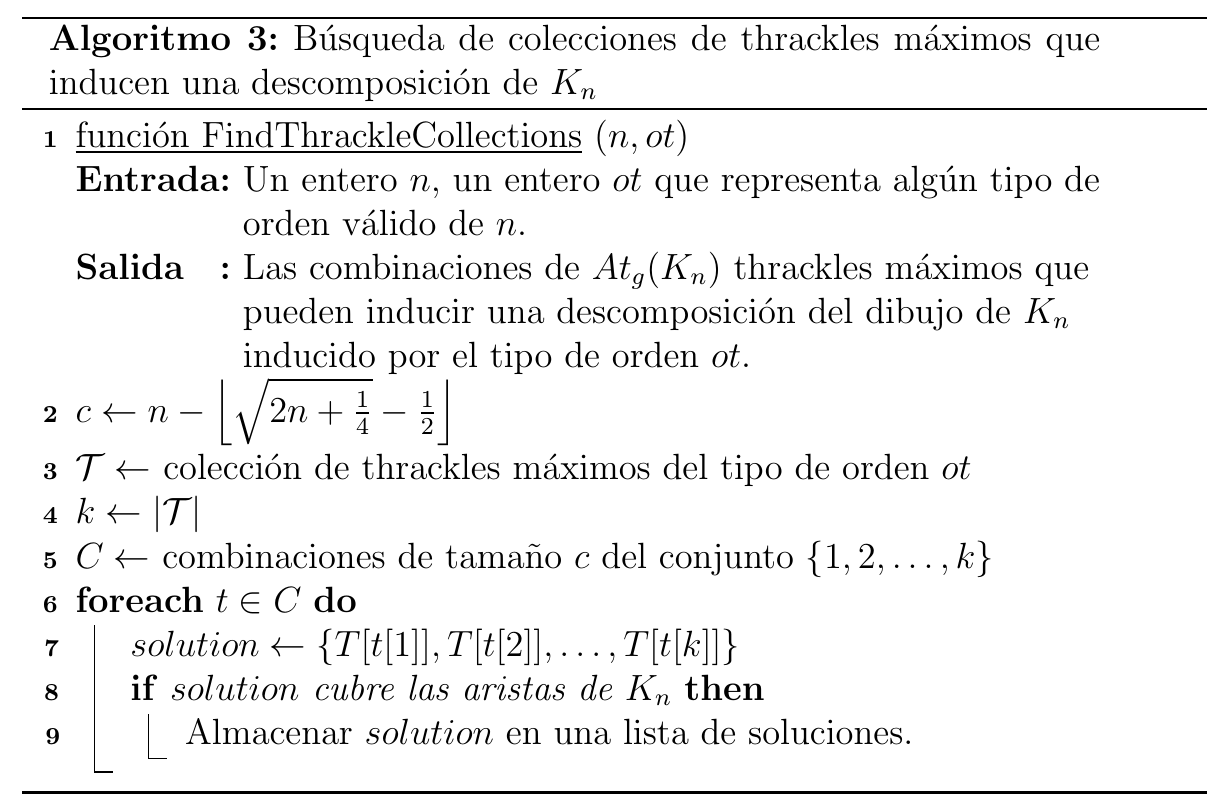 Algoritmo 3: Búsqueda de colecciones de thrackles máximos que
inducen una descomposición de $K_n$
1 función FindThrackleCollections $(n, ot)$
Entrada: Un entero $n$, un entero $ot$ que representa algún tipo de
orden válido de $n$.
Salida : Las combinaciones de $At_g(K_n)$ thrackles máximos que
pueden inducir una descomposición del dibujo de $K_n$
inducido por el tipo de orden $ot$.
2 $c \leftarrow n - \left\lfloor \sqrt{2n + \frac{1}{4}} - \frac{1}{2} \right\rfloor$
3 $\mathcal{T} \leftarrow$ colección de thrackles máximos del tipo de orden $ot$
4 $k \leftarrow |\mathcal{T}|$
5 $C \leftarrow$ combinaciones de tamaño $c$ del conjunto $\{1, 2, \ldots, k\}$
6 foreach $t \in C$ do
7 $solution \leftarrow \{T[t[1]], T[t[2]], \ldots, T[t[k]]\}$
8 if solution cubre las aristas de $K_n$ then
9 Almacenar solution en una lista de soluciones.